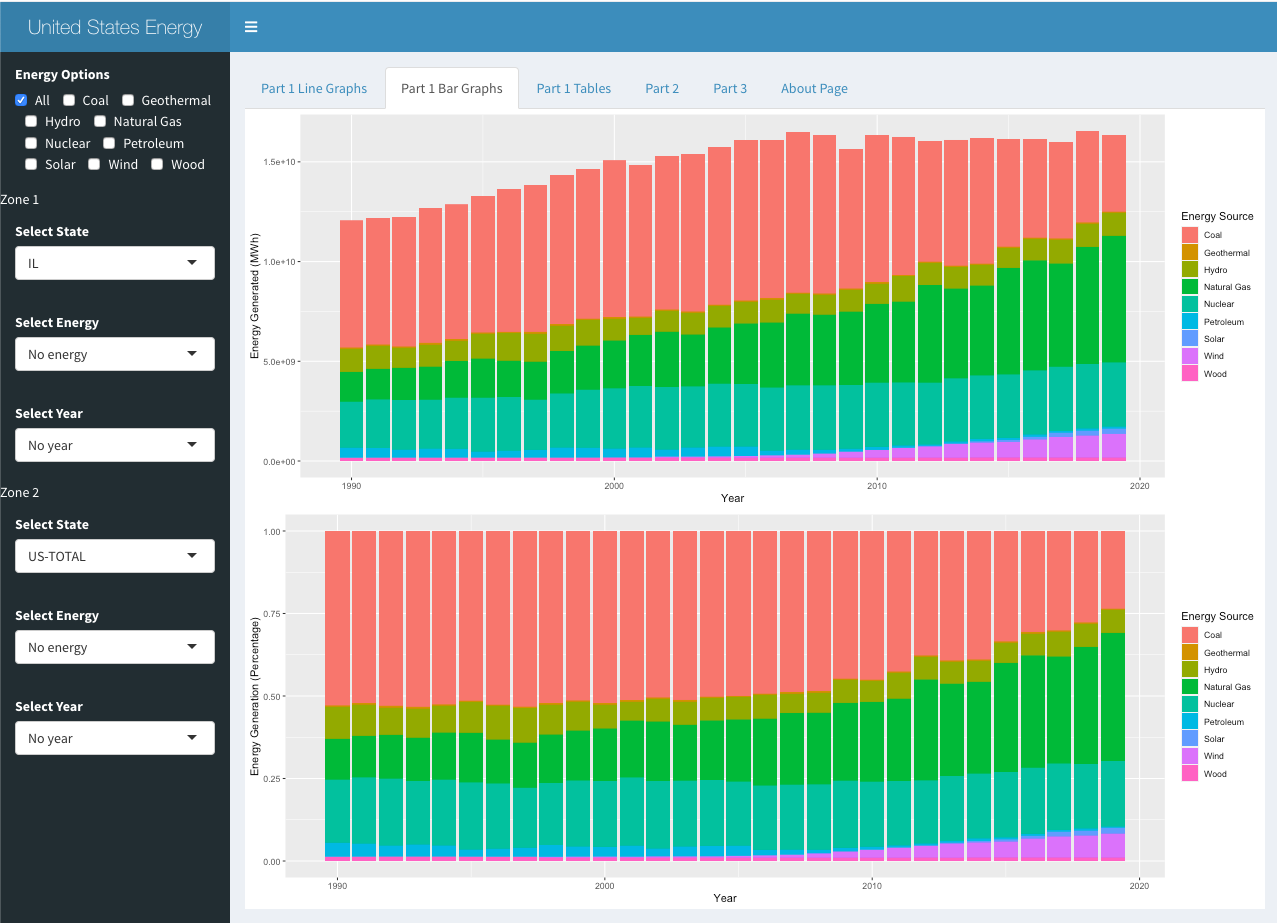 United States Energy
Energy Options
All Coal Geothermal
Hydro Natural Gas
Nuclear Petroleum
Solar Wind Wood
Zone 1
Select State
IL
Select Energy
No energy
Select Year
No year
Zone 2
Select State
US-TOTAL
Select Energy
No energy
Select Year
No year
Part 1 Line Graphs Part 1 Bar Graphs Part 1 Tables Part 2 Part 3 About Page
Energy Generated (MWh)
1.5e+10
1.0e+10
5.0e+09
0.0e+00
1990 2000 2010 2020
Year
Energy Source
Coal
Geothermal
Hydro
Natural Gas
Nuclear
Petroleum
Solar
Wind
Wood
Energy Generation (Percentage)
1.00
0.75
0.50
0.25
0.00
1990 2000 2010 2020
Year
Energy Source
Coal
Geothermal
Hydro
Natural Gas
Nuclear
Petroleum
Solar
Wind
Wood